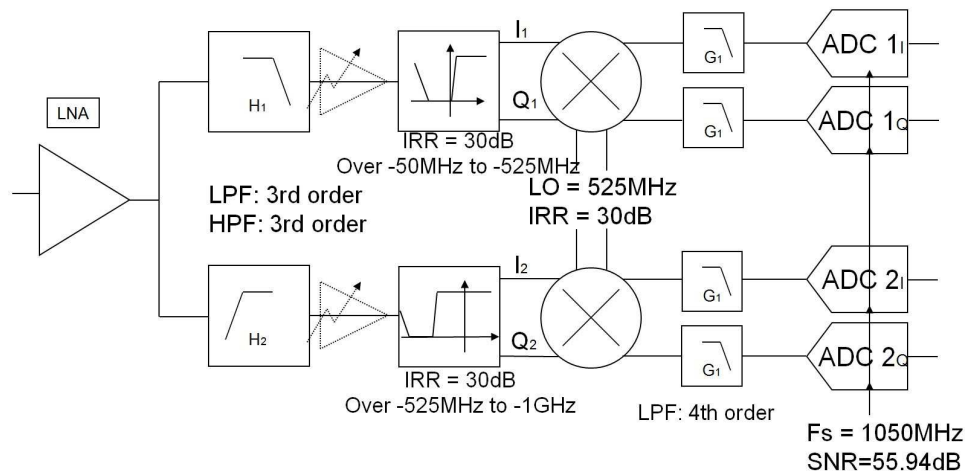 LNA
H1
LPF: 3rd order
HPF: 3rd order
H2
IRR = 30dB
Over -50MHz to -525MHz
I1
Q1
LO = 525MHz
IRR = 30dB
I2
Q2
IRR = 30dB
Over -525MHz to -1GHz
G1
G1
G1
G1
LPF: 4th order
ADC 1I
ADC 1Q
ADC 2I
ADC 2Q
Fs = 1050MHz
SNR=55.94dB